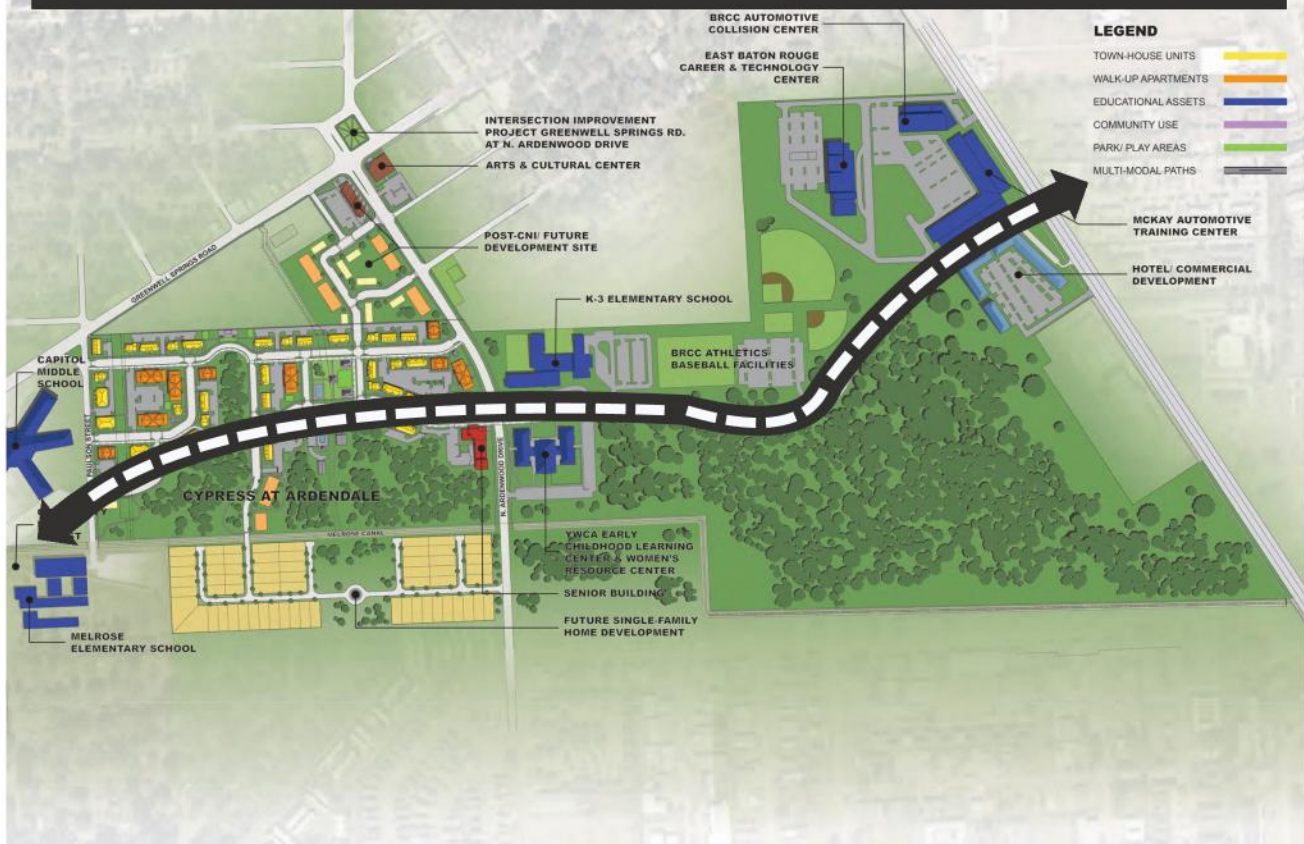 BRCC AUTOMOTIVE
COLLISION CENTER
EAST BATON ROUGE
CAREER & TECHNOLOGY
CENTER
LEGEND
TOWN-HOUSE UNITS
WALK-UP APARTMENTS
EDUCATIONAL ASSETS
COMMUNITY USE
PARK/ PLAY AREAS
MULTI-MODAL PATHS
INTERSECTION IMPROVEMENT
PROJECT GREENWELL SPRINGS RD.
AT N. ARDENWOOD DRIVE
ARTS & CULTURAL CENTER
POST-CNI/ FUTURE
DEVELOPMENT SITE
GREENWELL SPRINGS ROAD
MCKAY AUTOMOTIVE
TRAINING CENTER
HOTEL/ COMMERCIAL
DEVELOPMENT
K-3 ELEMENTARY SCHOOL
BRCC ATHLETICS
BASEBALL FACILITIES
CAPITOL
MIDDLE
SCHOOL
PAULSON STREET
N. ARDENWOOD DRIVE
CYPRESS AT ARDENDALE
MELROSE CANAL
YWCA EARLY
CHILDHOOD LEARNING
CENTER & WOMEN'S
RESOURCE CENTER
SENIOR BUILDING
FUTURE SINGLE-FAMILY
HOME DEVELOPMENT
MELROSE
ELEMENTARY SCHOOL